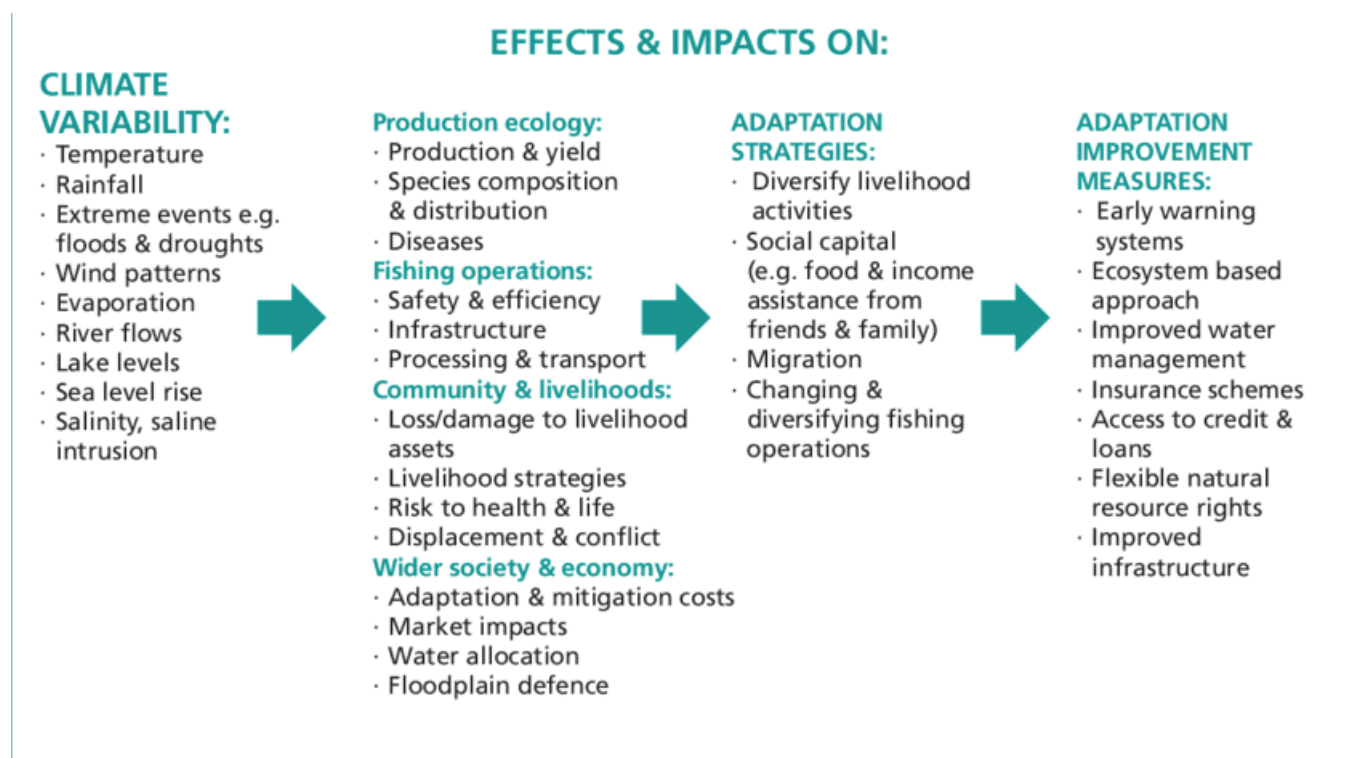 EFFECTS & IMPACTS ON:
CLIMATE
VARIABILITY:
· Temperature
· Rainfall
· Extreme events e.g.
floods & droughts
· Wind patterns
· Evaporation
· River flows
· Lake levels
· Sea level rise
· Salinity, saline
intrusion
Production ecology:
· Production & yield
· Species composition
& distribution
· Diseases
Fishing operations:
· Safety & efficiency
· Infrastructure
· Processing & transport
Community & livelihoods:
· Loss/damage to livelihood
assets
· Livelihood strategies
· Risk to health & life
· Displacement & conflict
Wider society & economy:
· Adaptation & mitigation costs
· Market impacts
· Water allocation
· Floodplain defence
ADAPTATION
STRATEGIES:
· Diversify livelihood
activities
· Social capital
(e.g. food & income
assistance from
friends & family)
· Migration
· Changing &
diversifying fishing
operations
ADAPTATION
IMPROVEMENT
MEASURES:
· Early warning
systems
· Ecosystem based
approach
· Improved water
management
· Insurance schemes
· Access to credit &
loans
· Flexible natural
resource rights
· Improved
infrastructure